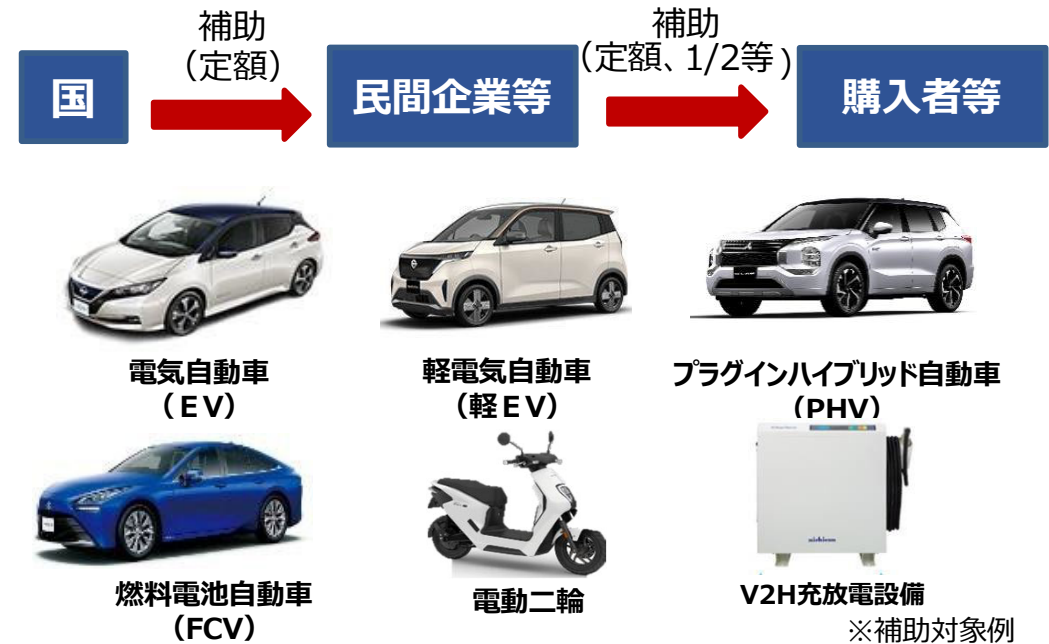 補助
（定額）
補助
（定額、1/2等）
国
民間企業等
購入者等
電気自動車
（ＥV）
軽電気自動車
（軽ＥV）
プラグインハイブリッド自動車
（PHV）
nichicon
燃料電池自動車
（FCV）
電動二輪
V2H充放電設備
※補助対象例